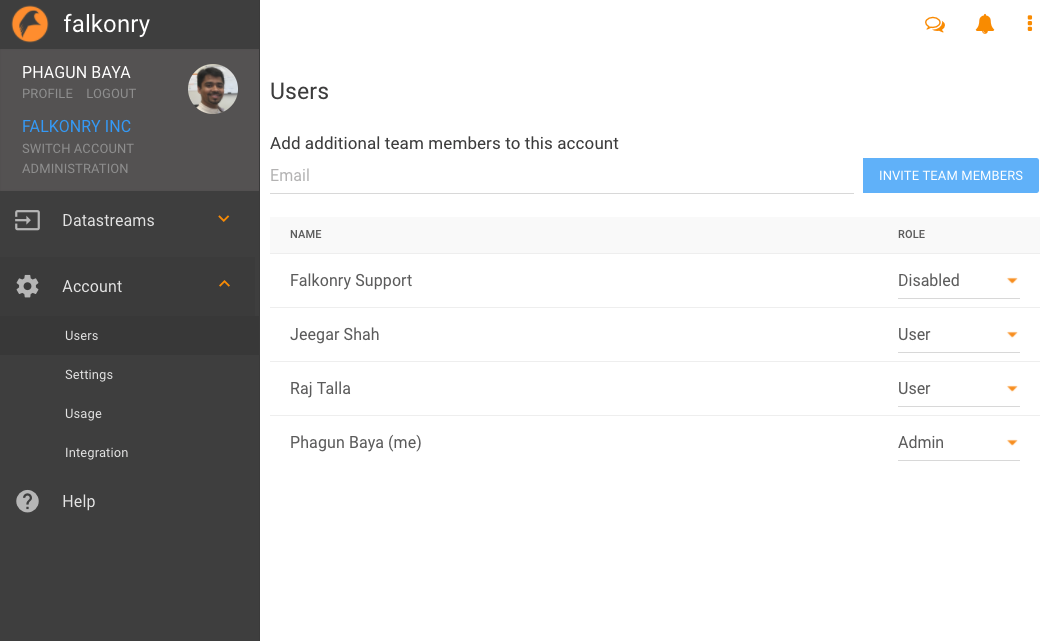 falkonry
PHAGUN BAYA
PROFILE LOGOUT
FALKONRY INC
SWITCH ACCOUNT
ADMINISTRATION
Datastreams
Account
Users
Settings
Usage
Integration
Help
Users
Add additional team members to this account
Email
INVITE TEAM MEMBERS
NAME ROLE
Falkonry Support Disabled
Jeegar Shah User
Raj Talla User
Phagun Baya (me) Admin